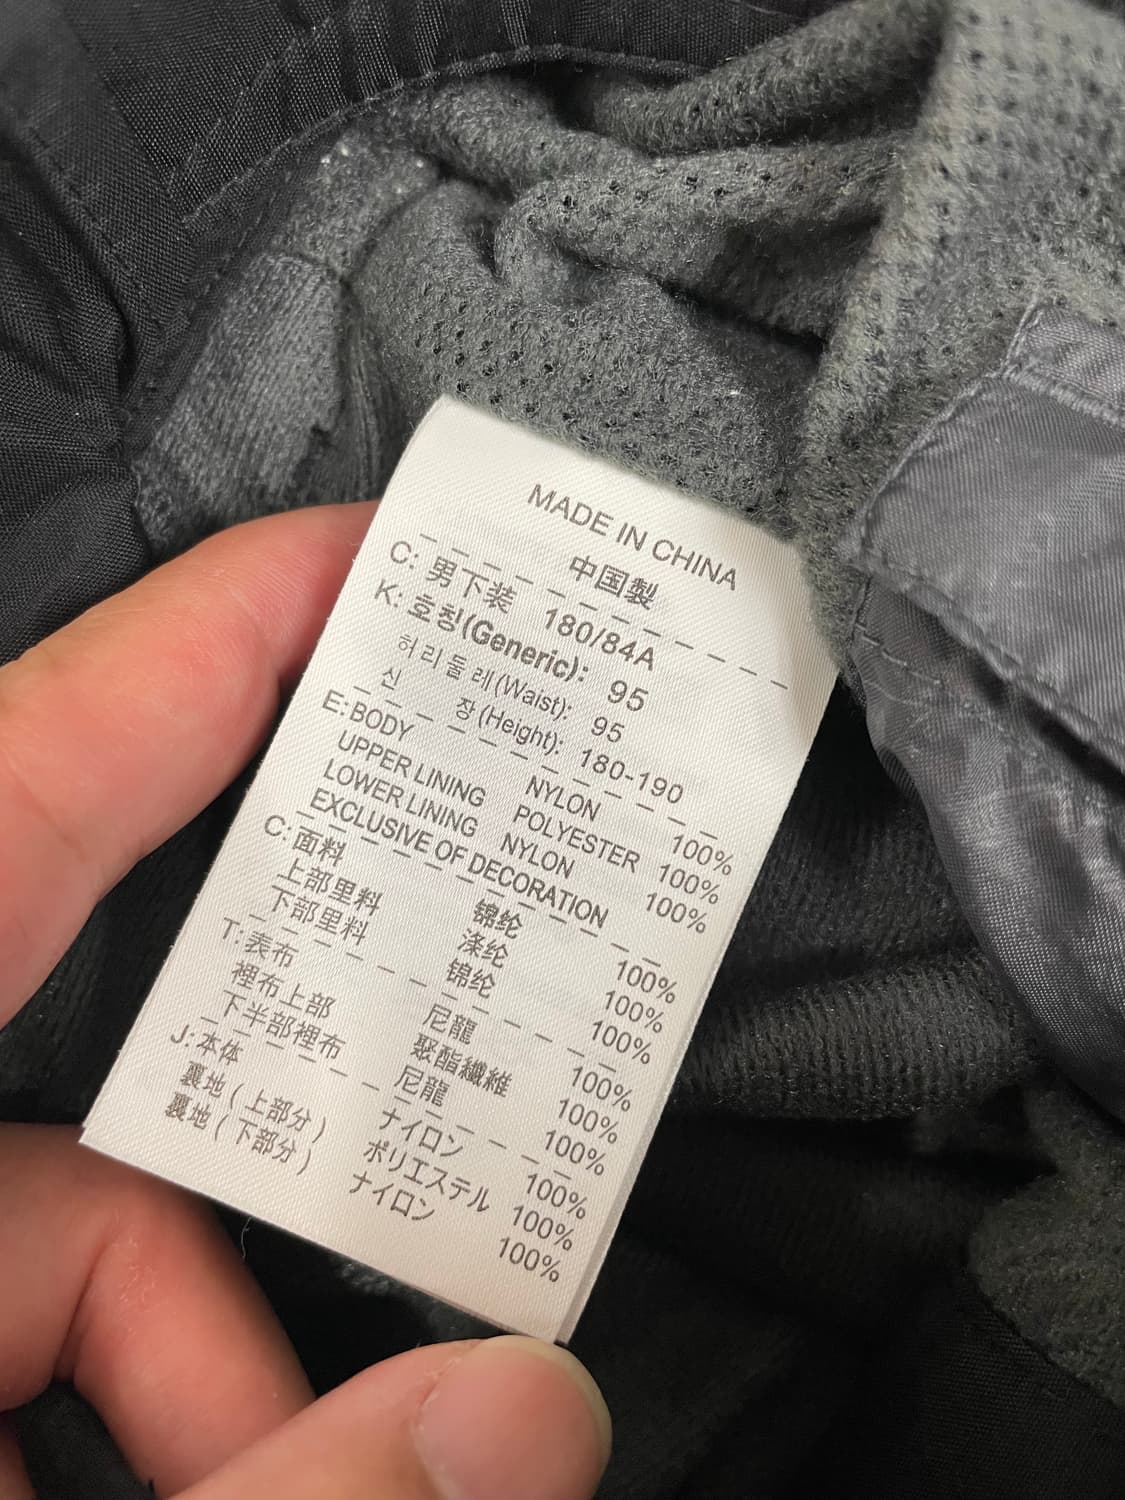 MADE IN CHINA
中国製
C: 男下装 180/84A
K: 호칭(Generic): 95
허리둘레(Waist): 95
신 장(Height): 180-190
E: BODY NYLON 100%
UPPER LINING POLYESTER 100%
LOWER LINING NYLON 100%
EXCLUSIVE OF DECORATION
C: 面料 锦纶 100%
上部里料 涤纶 100%
下部里料 锦纶 100%
T: 表布 尼龍 100%
裡布上部 聚酯纖維 100%
下半部裡布 尼龍 100%
J: 本体 ナイロン 100%
裏地(上部分) ポリエステル 100%
裏地(下部分) ナイロン 100%